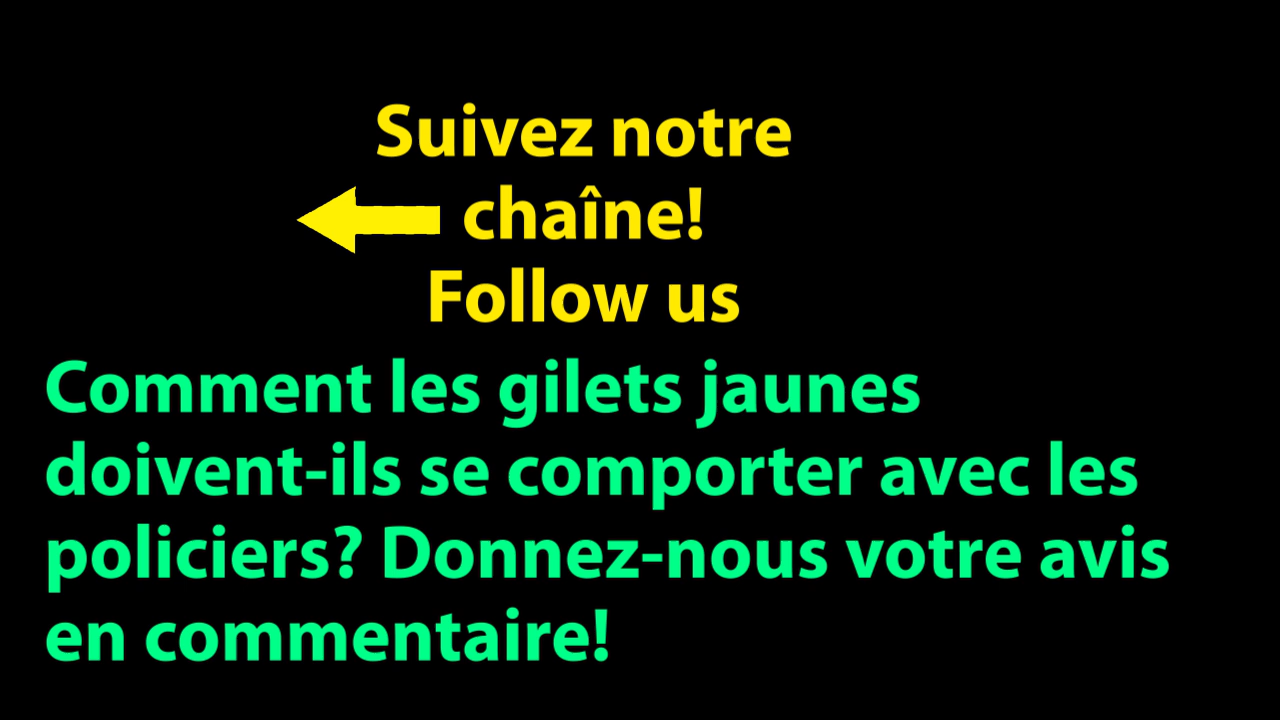 Suivez notre
chaîne!
Follow us
Comment les gilets jaunes
doivent-ils se comporter avec les
policiers? Donnez-nous votre avis
en commentaire!